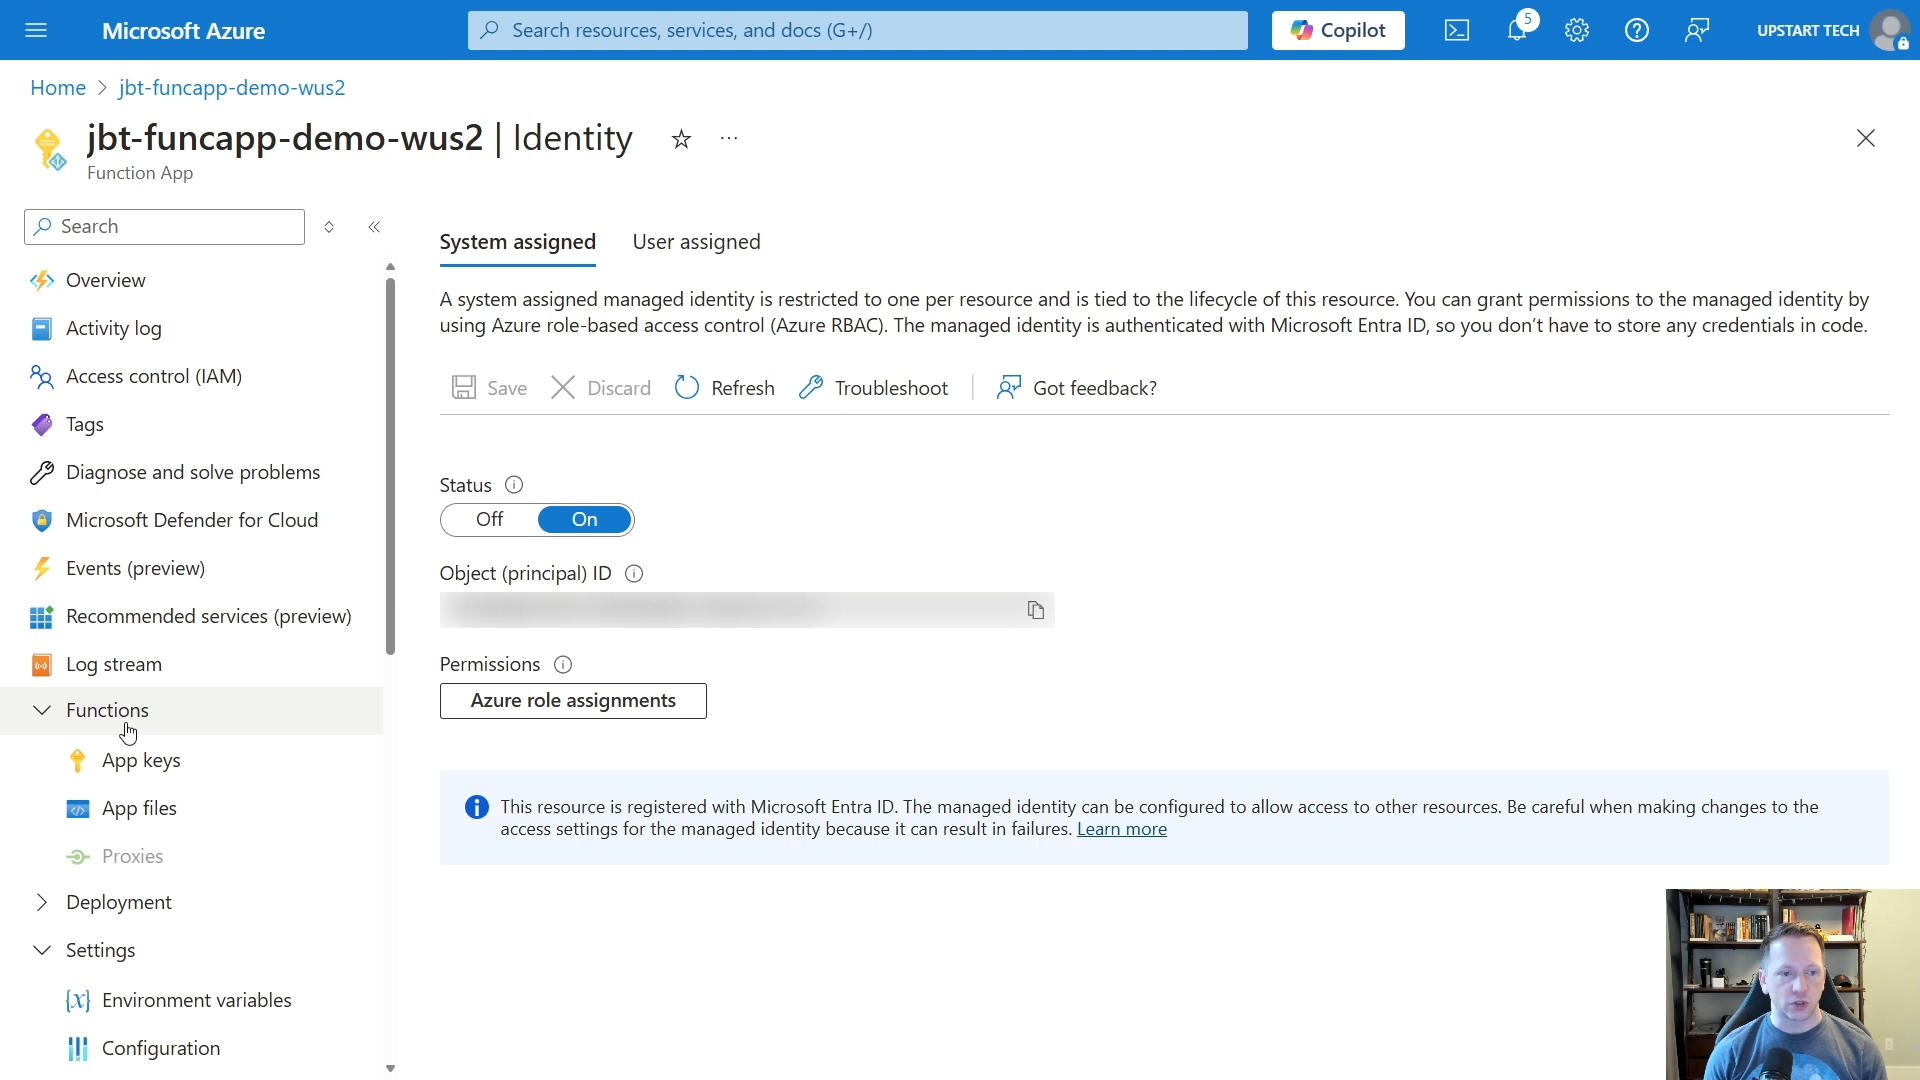 Microsoft Azure
Search resources, services, and docs (G+/)
Copilot
5
UPSTART TECH
Home > jbt-funcapp-demo-wus2
jbt-funcapp-demo-wus2 | Identity
Function App
Search
Overview
Activity log
Access control (IAM)
Tags
Diagnose and solve problems
Microsoft Defender for Cloud
Events (preview)
Recommended services (preview)
Log stream
Functions
App keys
App files
Proxies
Deployment
Settings
Environment variables
Configuration
System assigned
User assigned
A system assigned managed identity is restricted to one per resource and is tied to the lifecycle of this resource. You can grant permissions to the managed identity by
using Azure role-based access control (Azure RBAC). The managed identity is authenticated with Microsoft Entra ID, so you don't have to store any credentials in code.
Save
Discard
Refresh
Troubleshoot
Got feedback?
Status
Off
On
Object (principal) ID
Permissions
Azure role assignments
This resource is registered with Microsoft Entra ID. The managed identity can be configured to allow access to other resources. Be careful when making changes to the
access settings for the managed identity because it can result in failures. Learn more